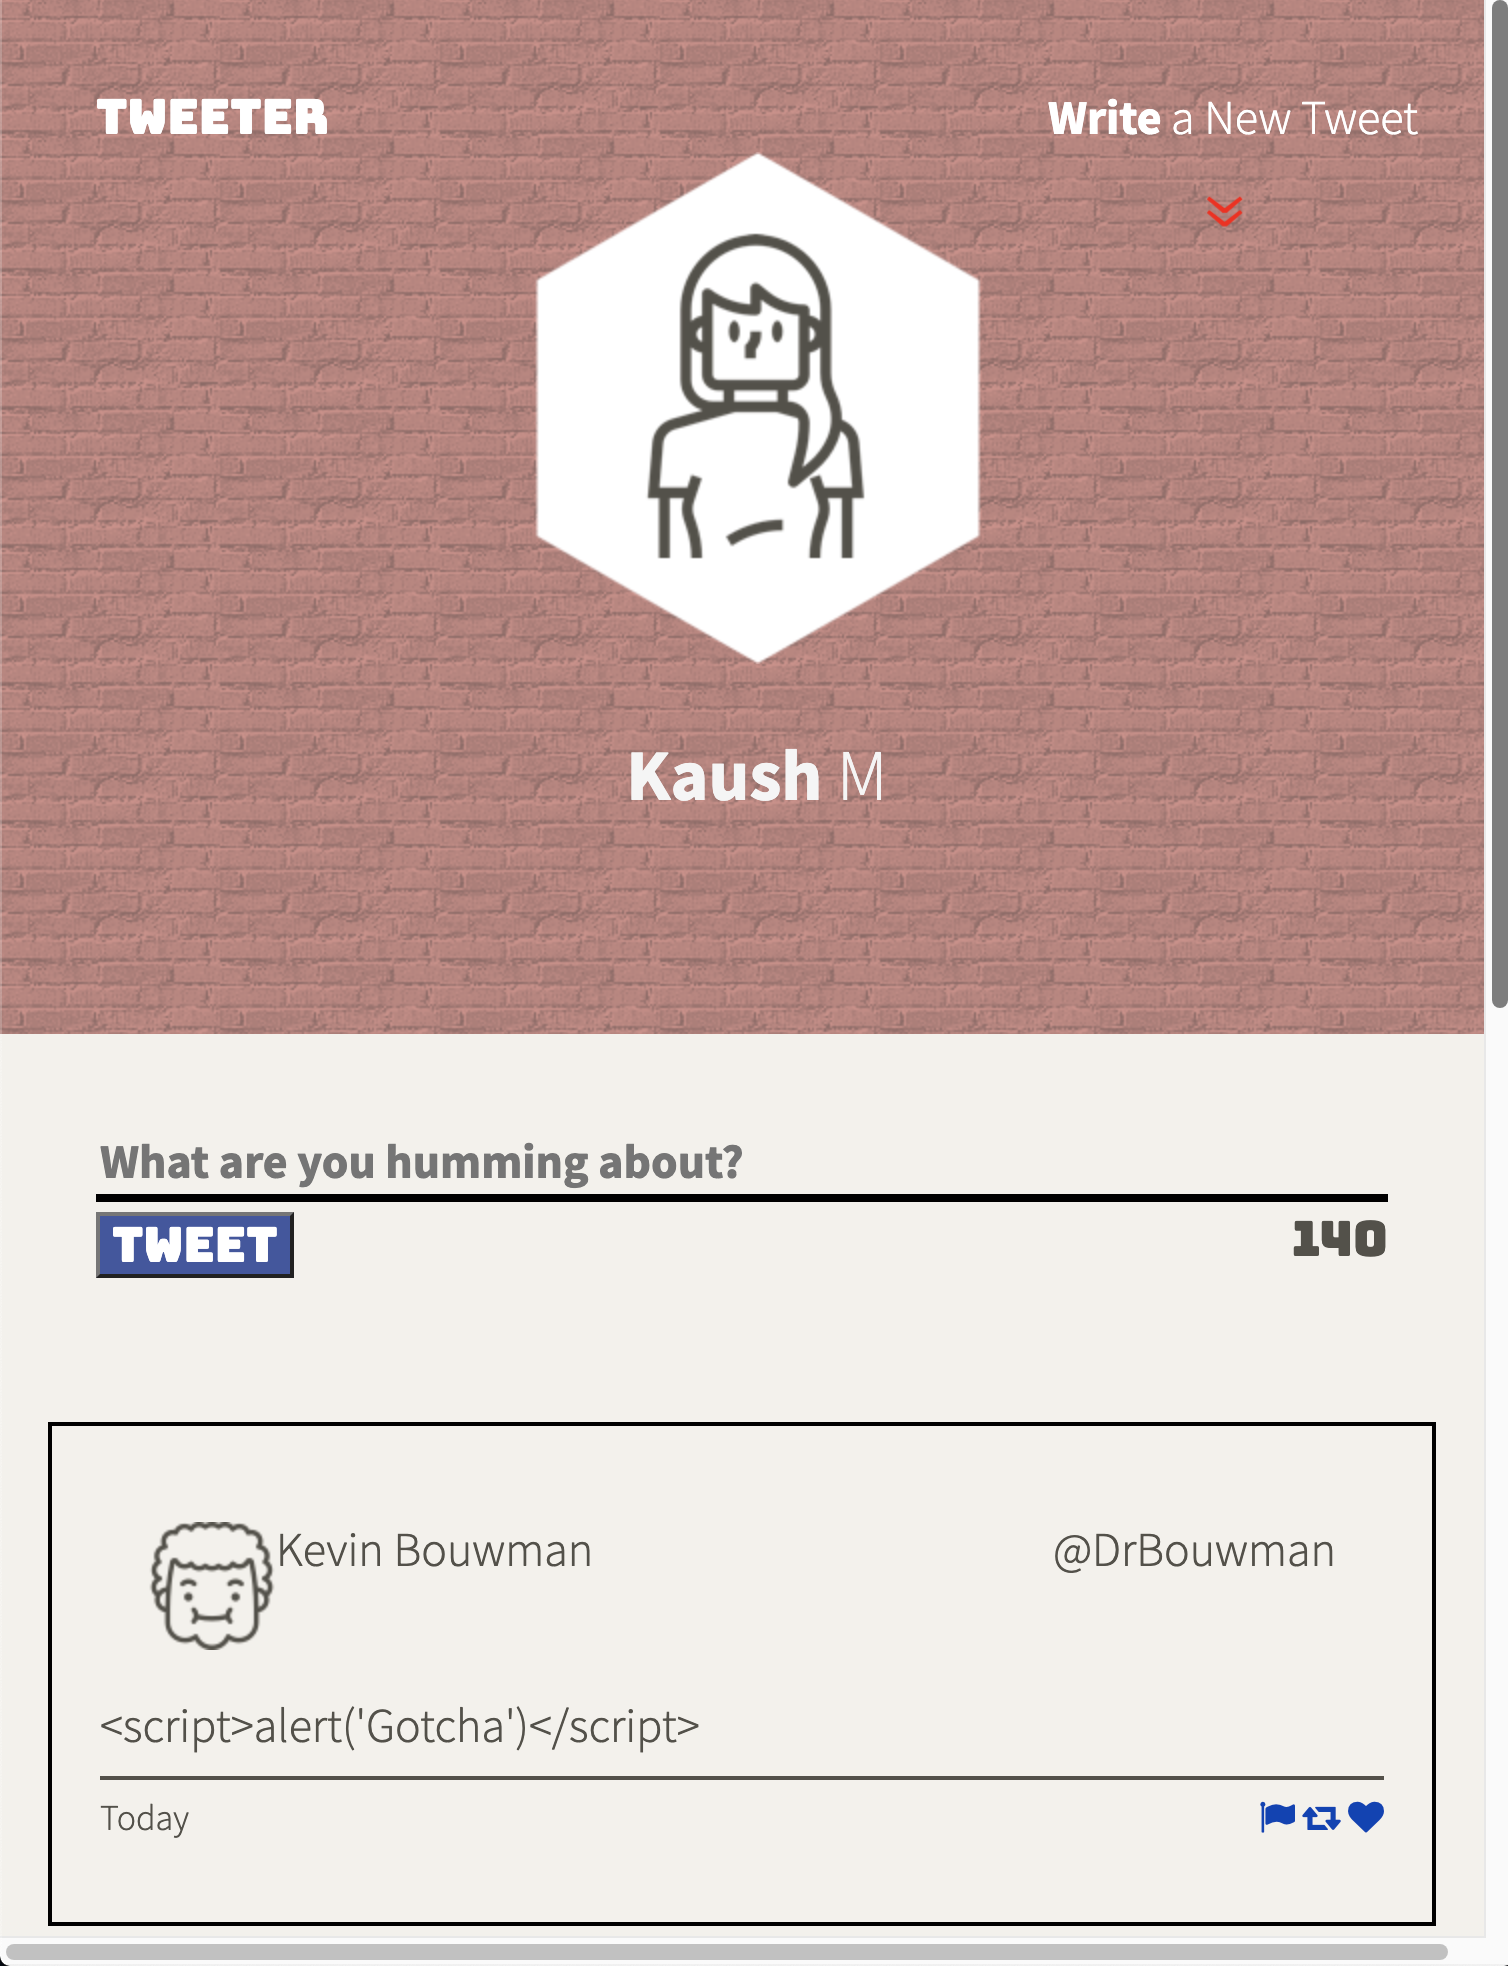 TWEETER
Write a New Tweet
Kaush M
What are you humming about?
TWEET
140
Kevin Bouwman
@DrBouwman
<script>alert('Gotcha')</script>
Today